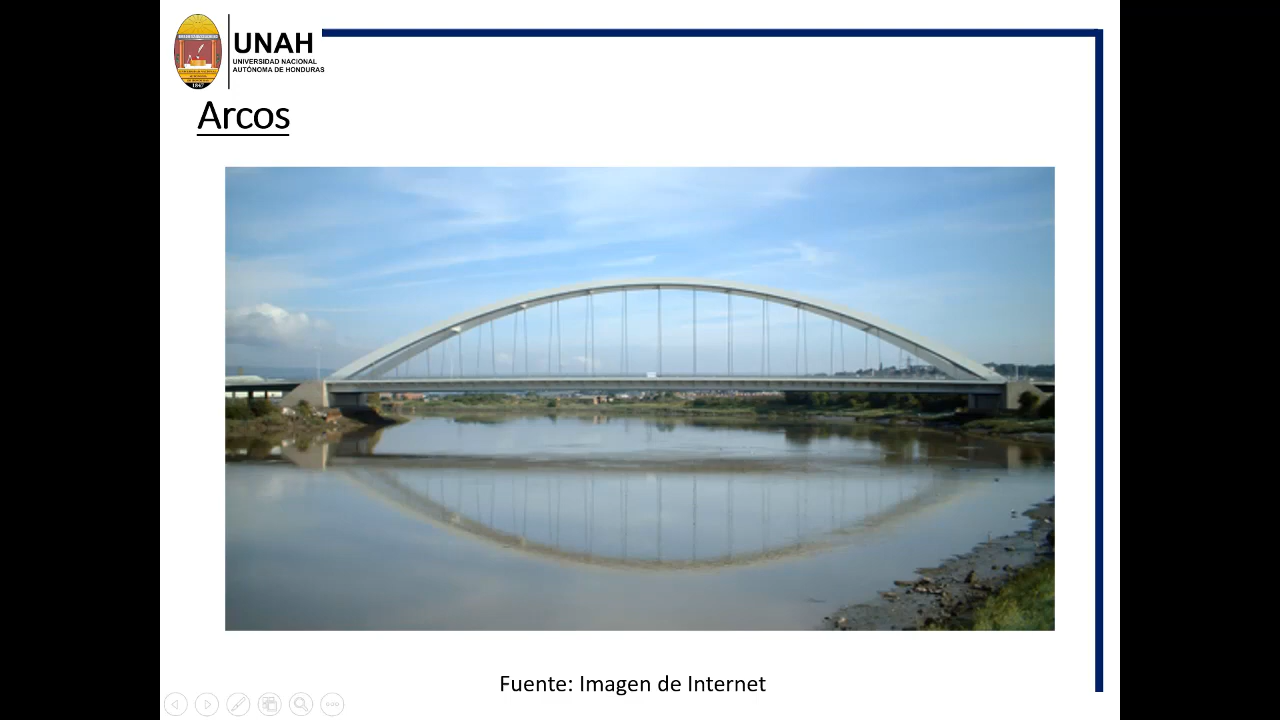 UNAH
UNIVERSIDAD NACIONAL
AUTÓNOMA DE HONDURAS
Arcos
Fuente: Imagen de Internet